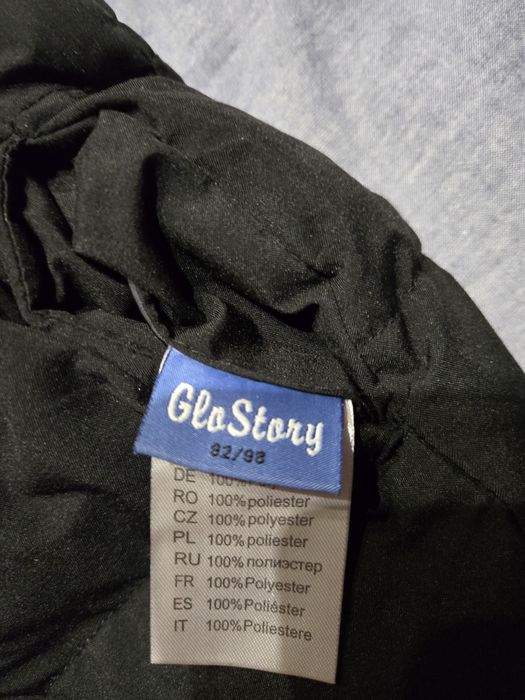 GloStory
92/98
DE 100%
RO 100%poliester
CZ 100%polyester
PL 100%poliester
RU 100%полиэстер
FR 100%Polyester
ES 100%Poliéster
IT 100%Poliestere